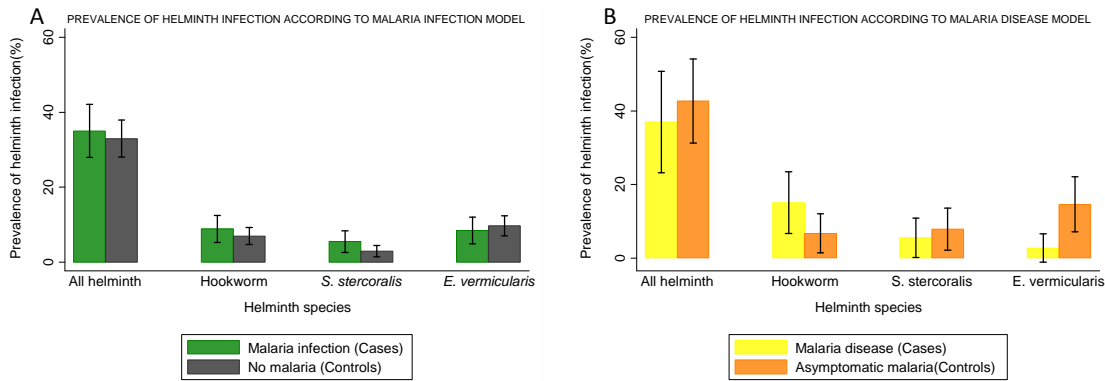 A
PREVALENCE OF HELMINTH INFECTION ACCORDING TO MALARIA INFECTION MODEL
Prevalence of helminth infection(%)
60
40
20
0
All helminth Hookworm S. stercoralis E. vermicularis
Helminth species
Malaria infection (Cases)
No malaria (Controls)
B
PREVALENCE OF HELMINTH INFECTION ACCORDING TO MALARIA DISEASE MODEL
Prevalence of helminth infection(%)
60
40
20
0
All helminth Hookworm S. stercoralis E. vermicularis
Helminth species
Malaria disease (Cases)
Asymptomatic malaria(Controls)